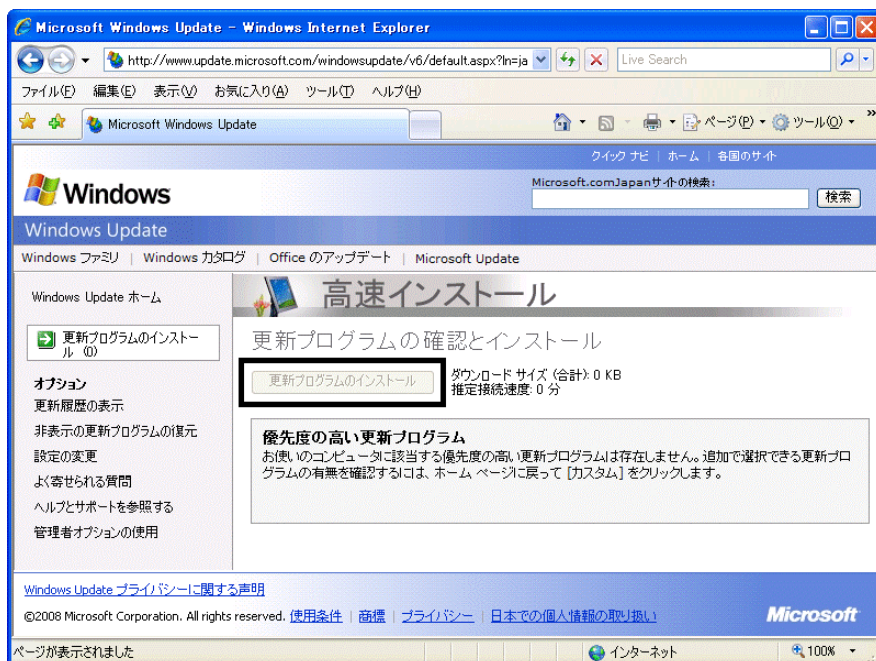 Microsoft Windows Update - Windows Internet Explorer
http://www.update.microsoft.com/windowsupdate/v6/default.aspx?ln=ja
Live Search
ファイル(F) 編集(E) 表示(V) お気に入り(A) ツール(T) ヘルプ(H)
Microsoft Windows Update
ページ(P) ツール(O)
クイック ナビ | ホーム | 各国のサイト
Windows
Microsoft.comJapanサイトの検索:
検索
Windows Update
Windows ファミリ | Windows カタログ | Office のアップデート | Microsoft Update
Windows Update ホーム
高速インストール
更新プログラムのインストー
ル (0)
更新プログラムの確認とインストール
更新プログラムのインストール
ダウンロード サイズ (合計): 0 KB
推定接続速度: 0 分
オプション
更新履歴の表示
非表示の更新プログラムの復元
設定の変更
よく寄せられる質問
ヘルプとサポートを参照する
管理者オプションの使用
優先度の高い更新プログラム
お使いのコンピュータに該当する優先度の高い更新プログラムは存在しません。追加で選択できる更新プロ
グラムの有無を確認するには、ホーム ページに戻って [カスタム] をクリックします。
Windows Update プライバシーに関する声明
©2008 Microsoft Corporation. All rights reserved. 使用条件 | 商標 | プライバシー | 日本での個人情報の取り扱い
Microsoft
ページが表示されました
インターネット
100%